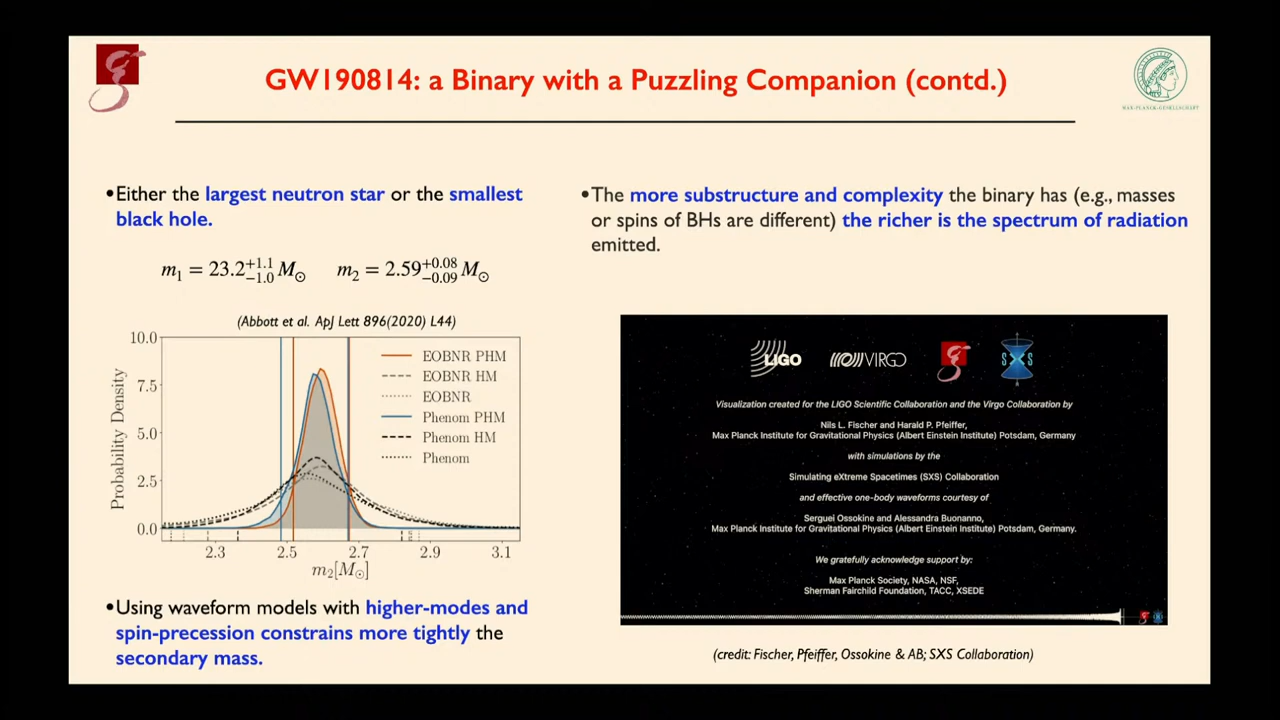 GW190814: a Binary with a Puzzling Companion (contd.)
MAX-PLANCK-GESELLSCHAFT
•Either the largest neutron star or the smallest
black hole.
m₁ = 23.2 +1.1 −1.0 M⊙ m₂ = 2.59 +0.08 −0.09 M⊙
(Abbott et al. ApJ Lett 896(2020) L44)
10.0
7.5
5.0
2.5
0.0
Probability Density
EOBNR PHM
EOBNR HM
EOBNR
Phenom PHM
Phenom HM
Phenom
2.3 2.5 2.7 2.9 3.1
m₂[M⊙]
•Using waveform models with higher-modes and
spin-precession constrains more tightly the
secondary mass.
•The more substructure and complexity the binary has (e.g., masses
or spins of BHs are different) the richer is the spectrum of radiation
emitted.
LIGO VIRGO SXS
Visualization created for the LIGO Scientific Collaboration and the Virgo Collaboration by
Nils L. Fischer and Harald P. Pfeiffer,
Max Planck Institute for Gravitational Physics (Albert Einstein Institute) Potsdam, Germany
with simulations by the
Simulating eXtreme Spacetimes (SXS) Collaboration
and effective one-body waveforms courtesy of
Serguei Ossokine and Alessandra Buonanno,
Max Planck Institute for Gravitational Physics (Albert Einstein Institute) Potsdam, Germany.
We gratefully acknowledge support by:
Max Planck Society, NASA, NSF,
Sherman Fairchild Foundation, TACC, XSEDE
(credit: Fischer, Pfeiffer, Ossokine & AB; SXS Collaboration)